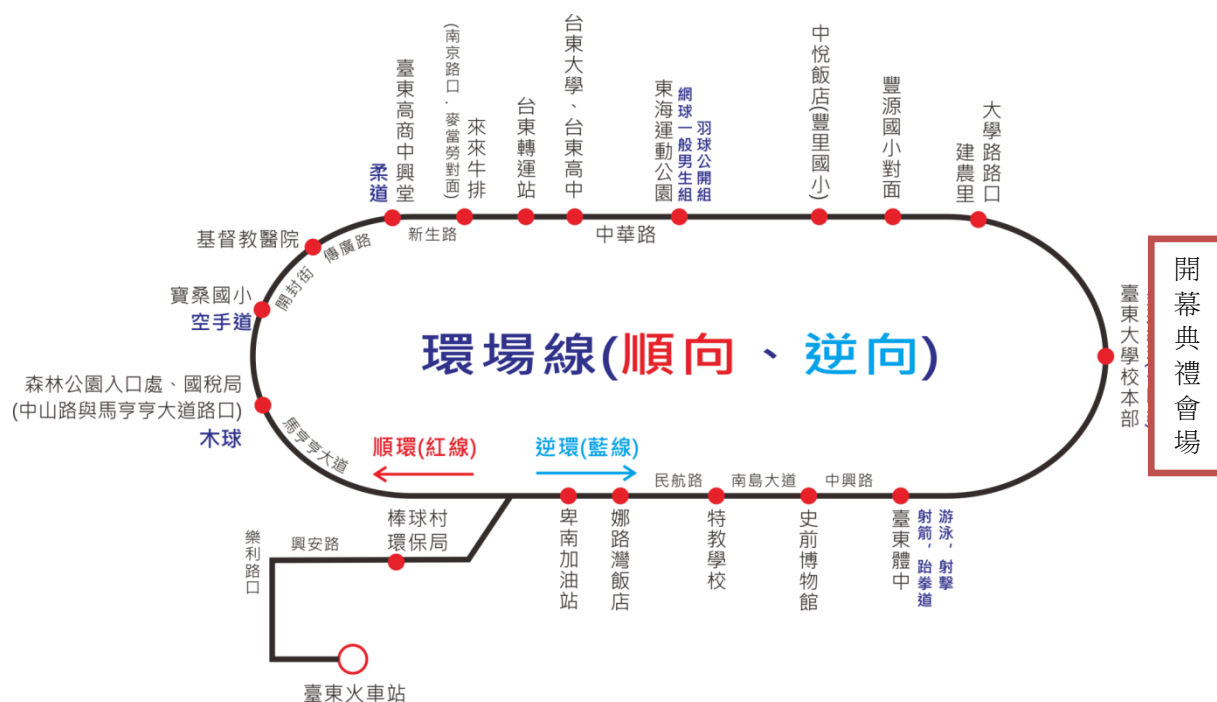 (南京路口．麥當勞對面)
來來牛排
臺東高商中興堂
柔道
台東轉運站
台東大學、台東高中
東海運動公園
網球一般男生組
羽球公開組
中悅飯店(豐里國小)
豐源國小對面
大學路路口
建農里
基督教醫院
傳廣路
新生路
中華路
開封街
寶桑國小
空手道
環場線(順向、逆向)
開幕典禮會場
臺東大學校本部
森林公園入口處、國稅局
(中山路與馬亨亨大道路口)
木球
馬亨亨大道
順環(紅線)
逆環(藍線)
民航路
南島大道
中興路
棒球村
環保局
卑南加油站
娜路灣飯店
特教學校
史前博物館
臺東體中
游泳，射擊
射箭，跆拳道
樂利路口
興安路
臺東火車站